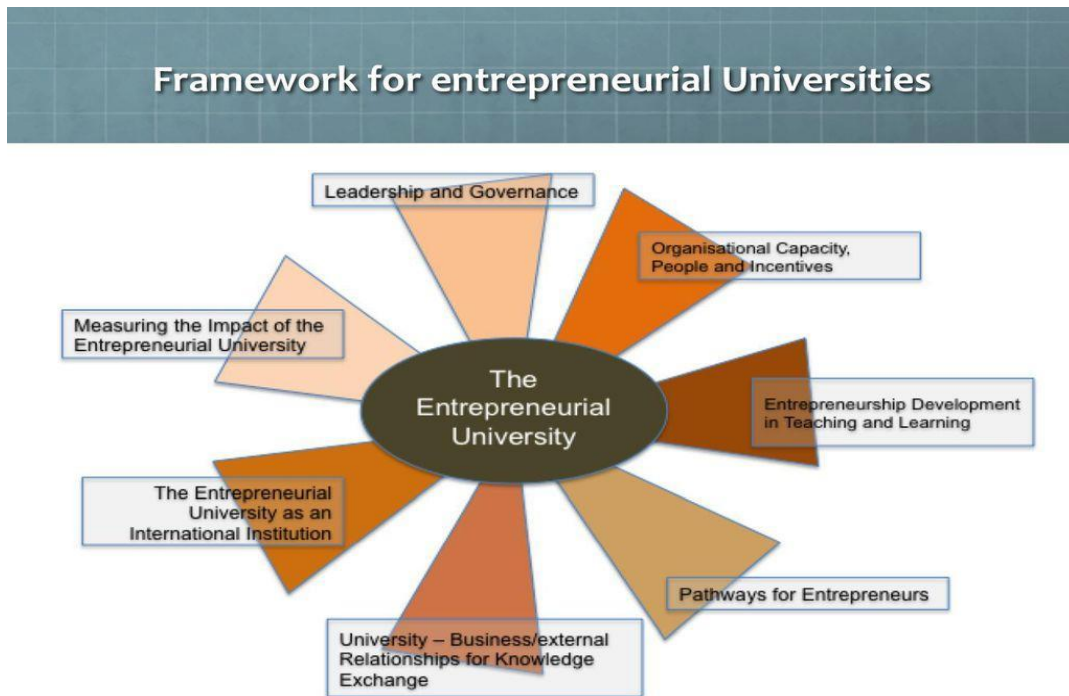 Framework for entrepreneurial Universities
Leadership and Governance
Organisational Capacity,
People and Incentives
Measuring the Impact of the
Entrepreneurial University
The
Entrepreneurial
University
Entrepreneurship Development
in Teaching and Learning
The Entrepreneurial
University as an
International Institution
Pathways for Entrepreneurs
University – Business/external
Relationships for Knowledge
Exchange